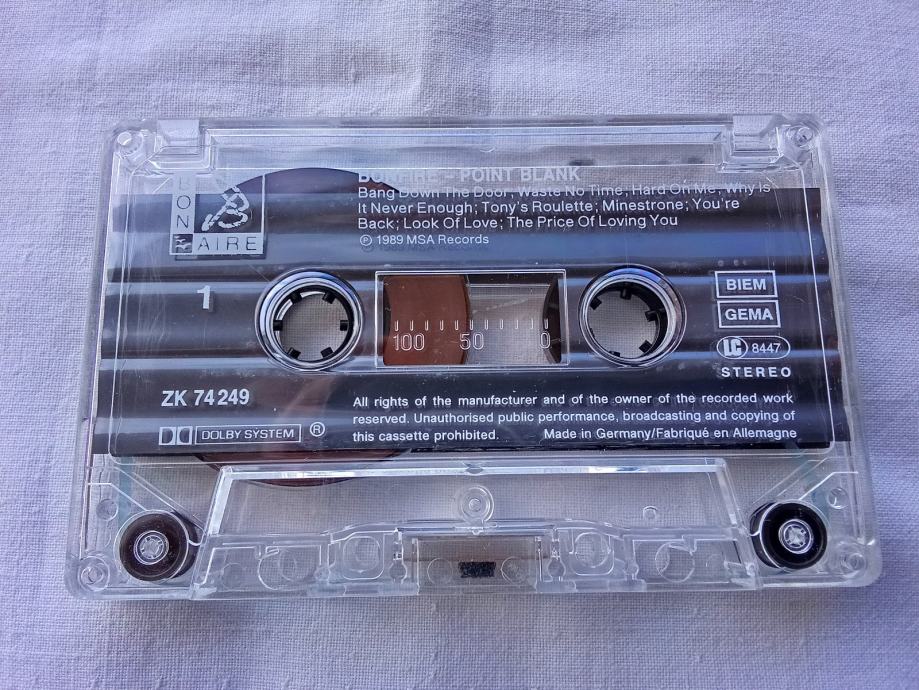 BONFIRE – POINT BLANK
Bang Down The Door; Waste No Time; Hard On Me; Why Is
It Never Enough; Tony's Roulette; Minestrone; You're
Back; Look Of Love; The Price Of Loving You
Ⓟ 1989 MSA Records
BON
AIRE
1
100 50 0
BIEM
GEMA
LC 8447
STEREO
ZK 74 249
DOLBY SYSTEM ®
All rights of the manufacturer and of the owner of the recorded work
reserved. Unauthorised public performance, broadcasting and copying of
this cassette prohibited. Made in Germany/Fabriqué en Allemagne